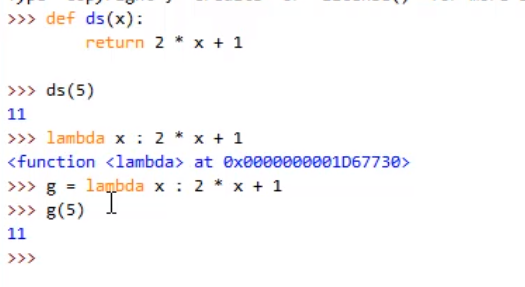 >>> def ds(x):
        return 2 * x + 1

>>> ds(5)
11
>>> lambda x : 2 * x + 1
<function <lambda> at 0x0000000001D67730>
>>> g = lambda x : 2 * x + 1
>>> g(5)
11
>>>